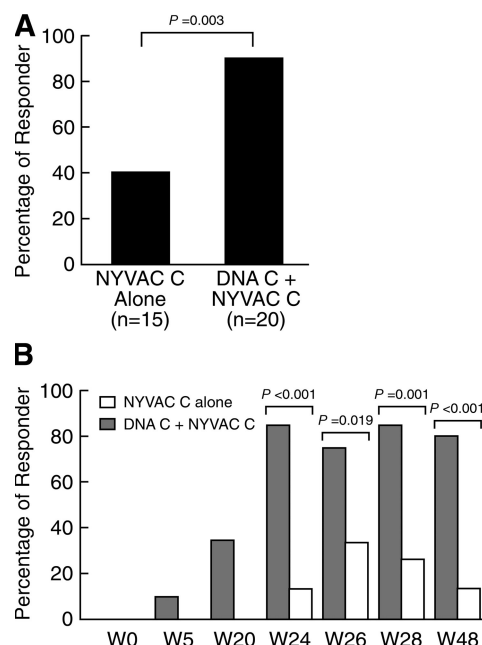 A
P =0.003
Percentage of Responder
100
80
60
40
20
0
NYVAC C
Alone
(n=15)
DNA C +
NYVAC C
(n=20)
B
Percentage of Responder
100
80
60
40
20
0
NYVAC C alone
DNA C + NYVAC C
P <0.001
P =0.019
P =0.001
P <0.001
W0 W5 W20 W24 W26 W28 W48